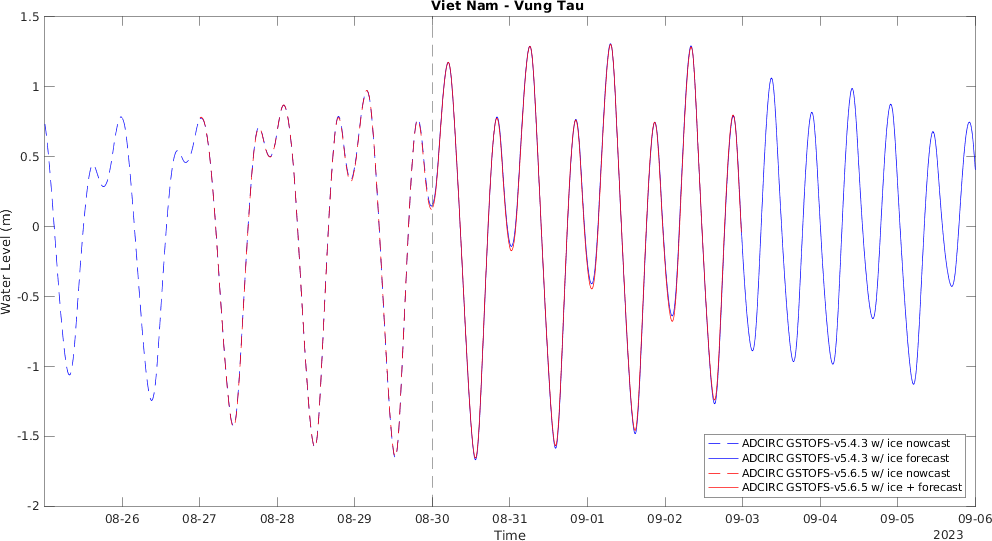 Viet Nam - Vung Tau
Water Level (m)
1.5
1
0.5
0
-0.5
-1
-1.5
-2
ADCIRC GSTOFS-v5.4.3 w/ ice nowcast
ADCIRC GSTOFS-v5.4.3 w/ ice forecast
ADCIRC GSTOFS-v5.6.5 w/ ice nowcast
ADCIRC GSTOFS-v5.6.5 w/ ice + forecast
08-26 08-27 08-28 08-29 08-30 08-31 09-01 09-02 09-03 09-04 09-05 09-06
Time
2023